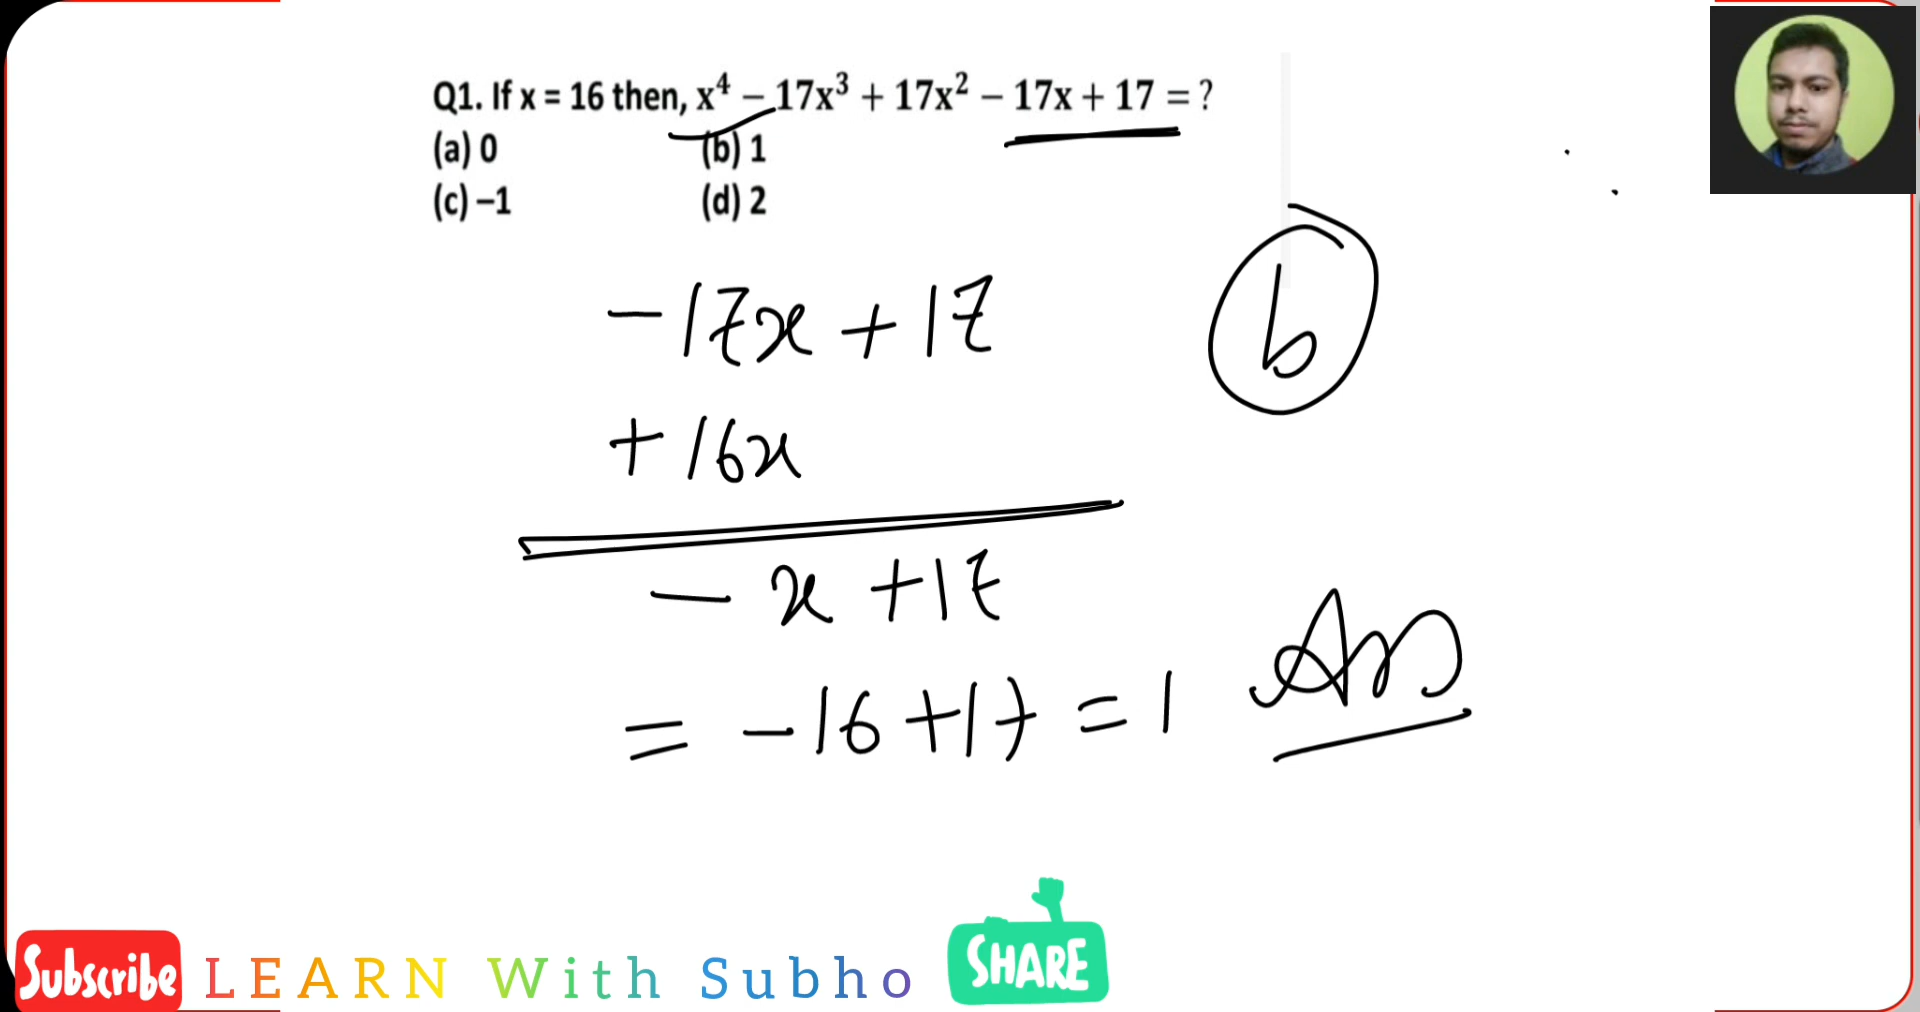 Q1. If x = 16 then, x⁴ − 17x³ + 17x² − 17x + 17 = ?
(a) 0 (b) 1
(c) –1 (d) 2
b
−17x + 17
+ 16x
− x + 17
= −16 + 17 = 1 Ans
Subscribe LEARN With Subho SHARE